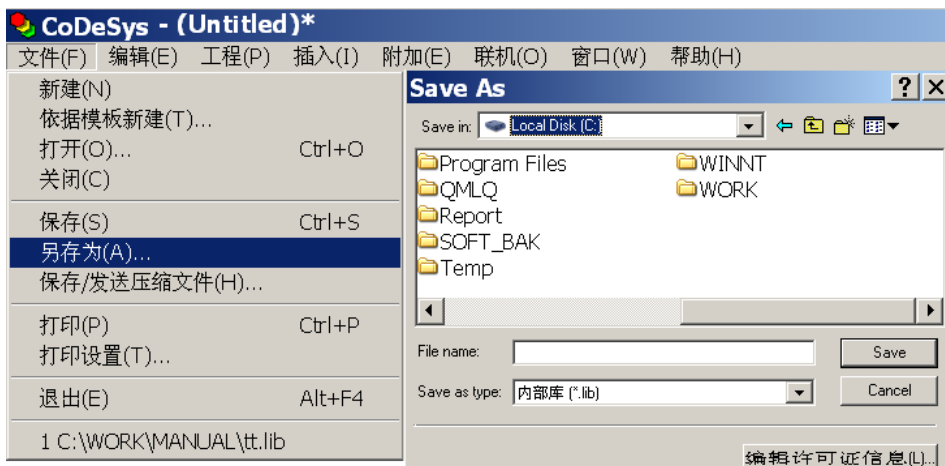 CoDeSys - (Untitled)*
文件(F) 编辑(E) 工程(P) 插入(I) 附加(E) 联机(O) 窗口(W) 帮助(H)
新建(N)
依据模板新建(T)...
打开(O)... Ctrl+O
关闭(C)
保存(S) Ctrl+S
另存为(A)...
保存/发送压缩文件(H)...
打印(P) Ctrl+P
打印设置(T)...
退出(E) Alt+F4
1 C:\WORK\MANUAL\tt.lib
Save As
Save in: Local Disk (C:)
Program Files WINNT
QMLQ WORK
Report
SOFT_BAK
Temp
File name: Save
Save as type: 内部库 (*.lib) Cancel
编辑许可证信息(L)...